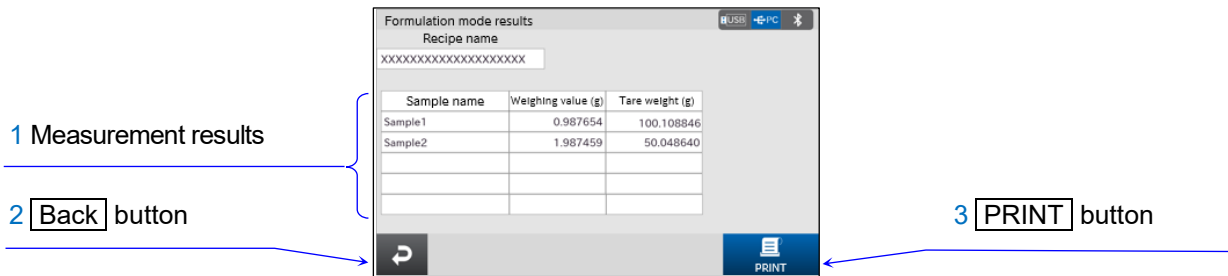 Formulation mode results
USB PC
Recipe name
XXXXXXXXXXXXXXXXXXXX
Sample name Weighing value (g) Tare weight (g)
Sample1 0.987654 100.108846
Sample2 1.987459 50.048640
1 Measurement results
2 Back button
3 PRINT button
PRINT